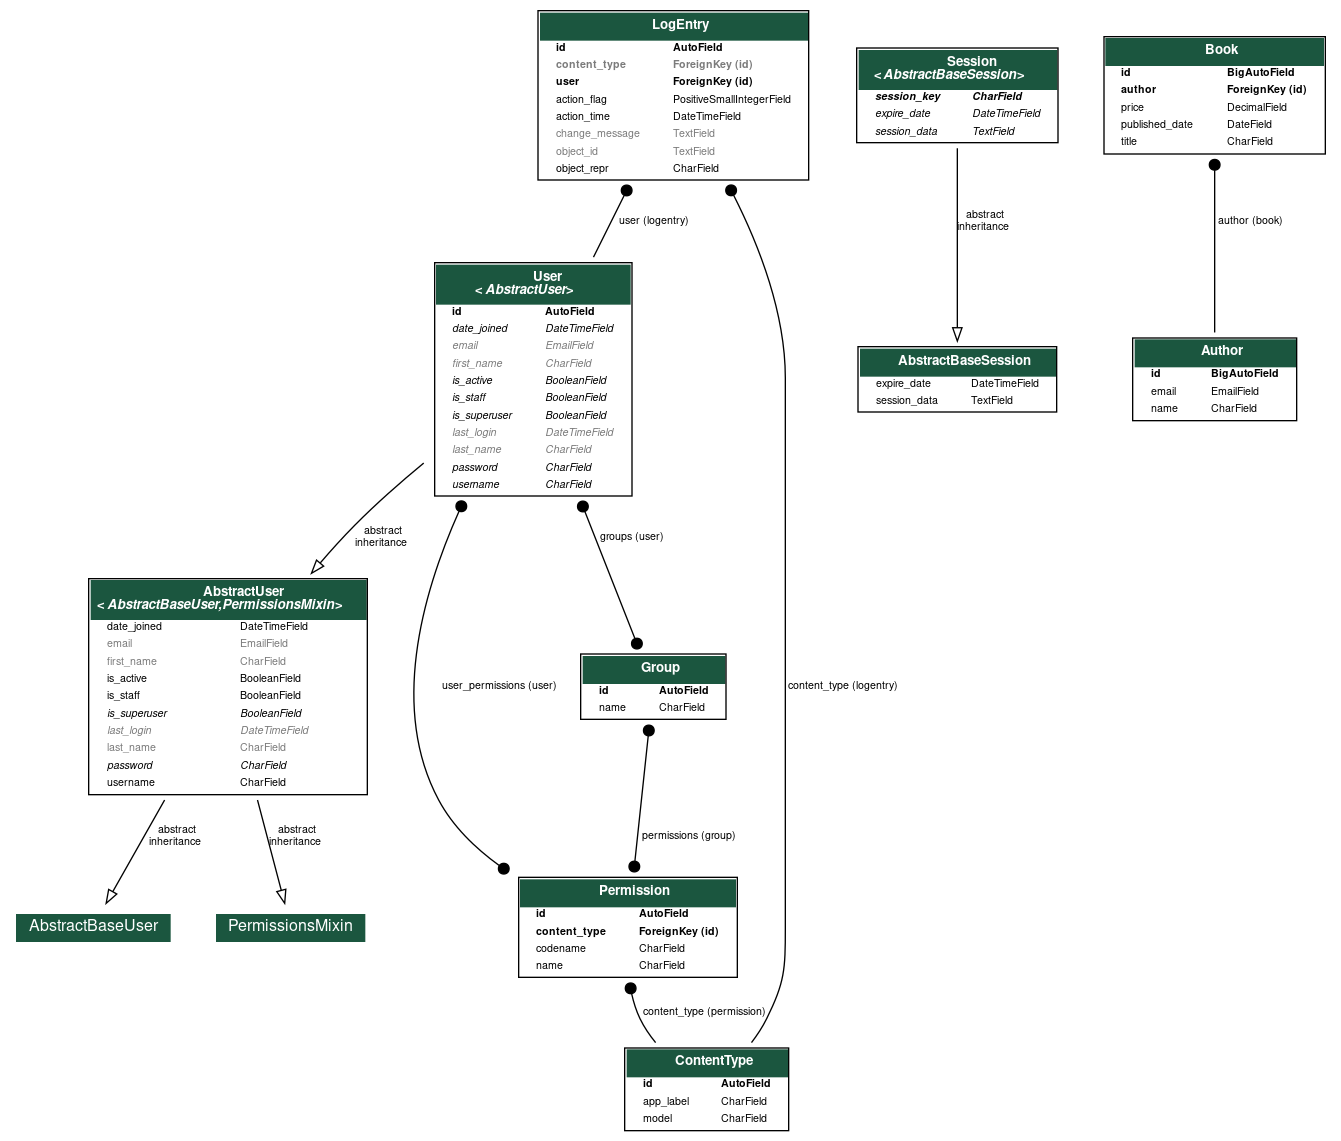 LogEntry
id AutoField
content_type ForeignKey (id)
user ForeignKey (id)
action_flag PositiveSmallIntegerField
action_time DateTimeField
change_message TextField
object_id TextField
object_repr CharField
Session
< AbstractBaseSession>
session_key CharField
expire_date DateTimeField
session_data TextField
Book
id BigAutoField
author ForeignKey (id)
price DecimalField
published_date DateField
title CharField
user (logentry)
abstract
inheritance
author (book)
User
< AbstractUser>
id AutoField
date_joined DateTimeField
email EmailField
first_name CharField
is_active BooleanField
is_staff BooleanField
is_superuser BooleanField
last_login DateTimeField
last_name CharField
password CharField
username CharField
AbstractBaseSession
expire_date DateTimeField
session_data TextField
Author
id BigAutoField
email EmailField
name CharField
abstract
inheritance
groups (user)
AbstractUser
< AbstractBaseUser,PermissionsMixin>
date_joined DateTimeField
email EmailField
first_name CharField
is_active BooleanField
is_staff BooleanField
is_superuser BooleanField
last_login DateTimeField
last_name CharField
password CharField
username CharField
user_permissions (user)
Group
id AutoField
name CharField
content_type (logentry)
abstract
inheritance
abstract
inheritance
permissions (group)
AbstractBaseUser
PermissionsMixin
Permission
id AutoField
content_type ForeignKey (id)
codename CharField
name CharField
content_type (permission)
ContentType
id AutoField
app_label CharField
model CharField